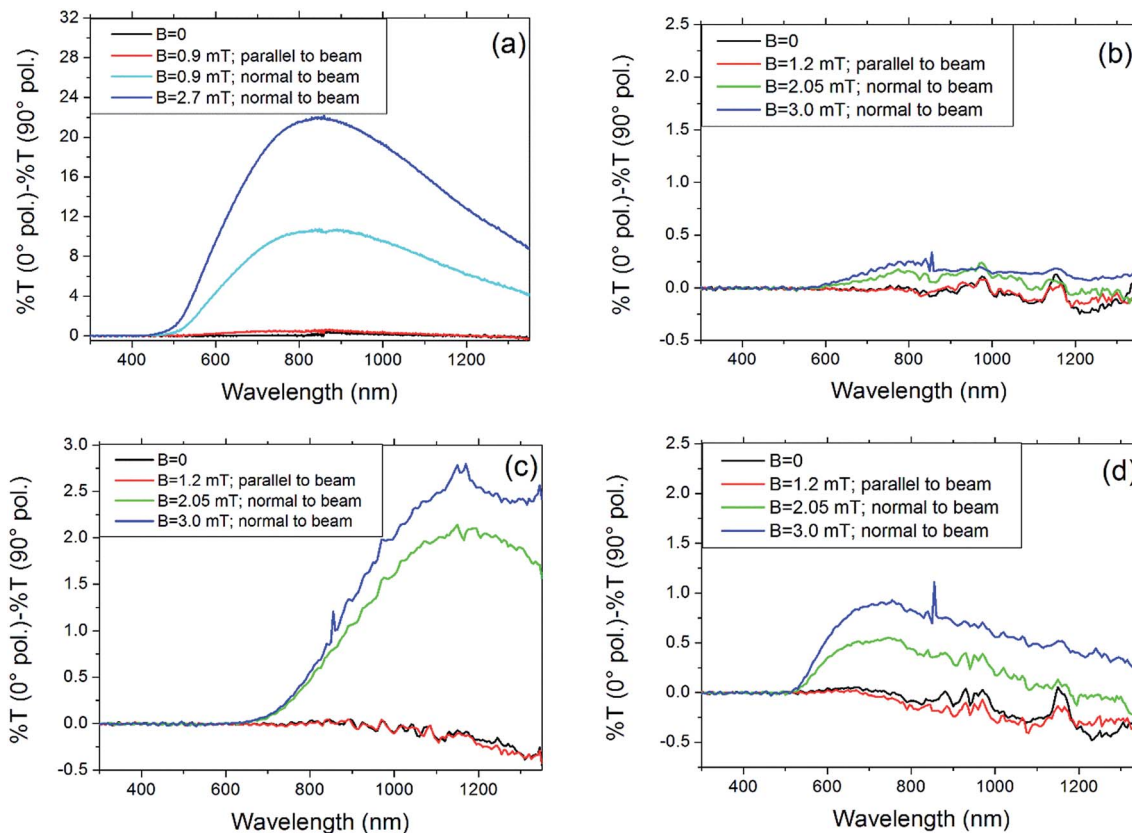 (a)
B=0
B=0.9 mT; parallel to beam
B=0.9 mT; normal to beam
B=2.7 mT; normal to beam
%T (0° pol.)-%T (90° pol.)
32
28
24
20
16
12
8
4
0
400 600 800 1000 1200
Wavelength (nm)
(b)
B=0
B=1.2 mT; parallel to beam
B=2.05 mT; normal to beam
B=3.0 mT; normal to beam
%T (0° pol.)-%T (90° pol.)
2.5
2.0
1.5
1.0
0.5
0.0
-0.5
400 600 800 1000 1200
Wavelength (nm)
(c)
B=0
B=1.2 mT; parallel to beam
B=2.05 mT; normal to beam
B=3.0 mT; normal to beam
%T (0° pol.)-%T (90° pol.)
3.0
2.5
2.0
1.5
1.0
0.5
0.0
-0.5
400 600 800 1000 1200
Wavelength (nm)
(d)
B=0
B=1.2 mT; parallel to beam
B=2.05 mT; normal to beam
B=3.0 mT; normal to beam
%T (0° pol.)-%T (90° pol.)
2.5
2.0
1.5
1.0
0.5
0.0
-0.5
400 600 800 1000 1200
Wavelength (nm)